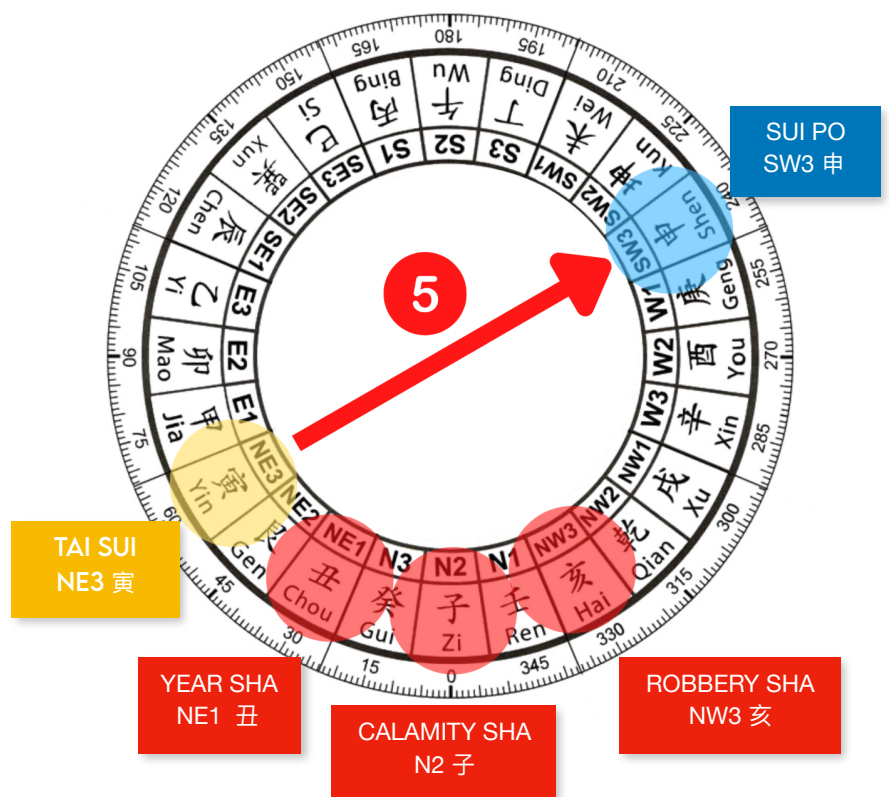 180
195
210
225
240
255
270
285
300
315
330
345
0
15
30
45
60
75
90
105
120
135
150
165
Wu
午
S2
Ding
丁
S3
Wei
未
SW1
Kun
坤
SW2
Shen
申
SW3
Geng
庚
W1
You
酉
W2
Xin
辛
W3
Xu
戌
NW1
Qian
乾
NW2
Hai
亥
NW3
Ren
壬
N1
Zi
子
N2
Gui
癸
N3
Chou
丑
NE1
Gen
艮
NE2
Yin
寅
NE3
Jia
甲
E1
Mao
卯
E2
Yi
乙
E3
Chen
辰
SE1
Xun
巽
SE2
Si
巳
SE3
Bing
丙
S1
5
SUI PO
SW3 申
TAI SUI
NE3 寅
YEAR SHA
NE1 丑
CALAMITY SHA
N2 子
ROBBERY SHA
NW3 亥